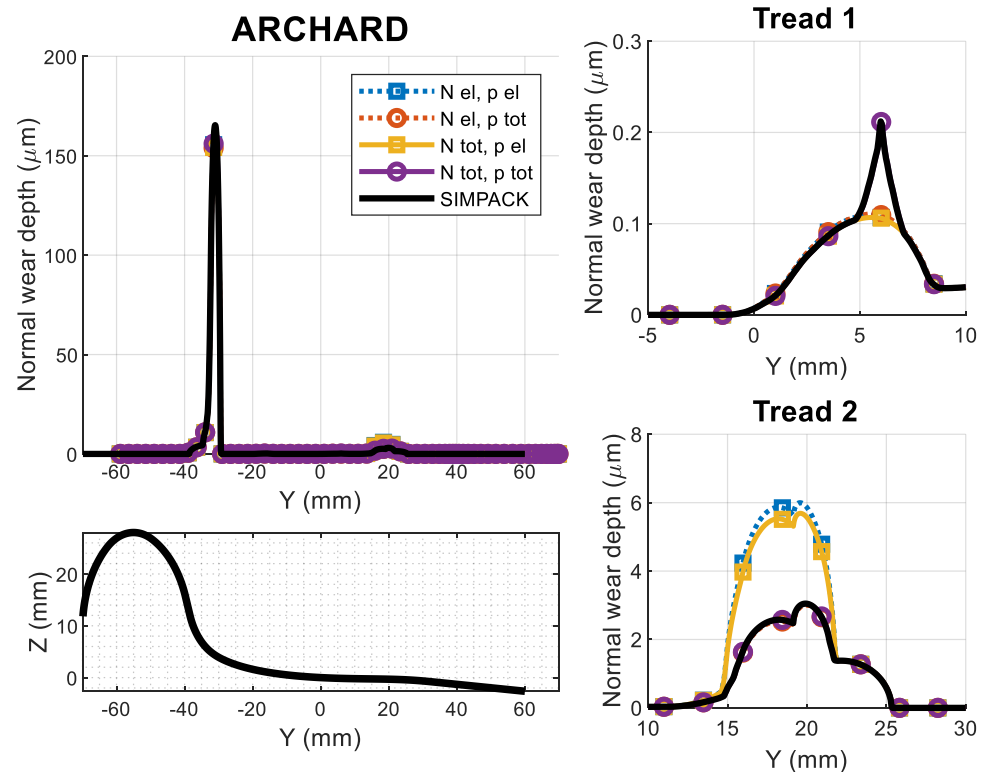 ARCHARD
200
150
100
50
0
-60
-40
-20
0
20
40
60
Normal wear depth (μm)
Y (mm)
N el, p el
N el, p tot
N tot, p el
N tot, p tot
SIMPACK
20
10
0
-60
-40
-20
0
20
40
60
Z (mm)
Y (mm)
Tread 1
0.3
0.2
0.1
0
-5
0
5
10
Normal wear depth (μm)
Y (mm)
Tread 2
8
6
4
2
0
10
15
20
25
30
Normal wear depth (μm)
Y (mm)